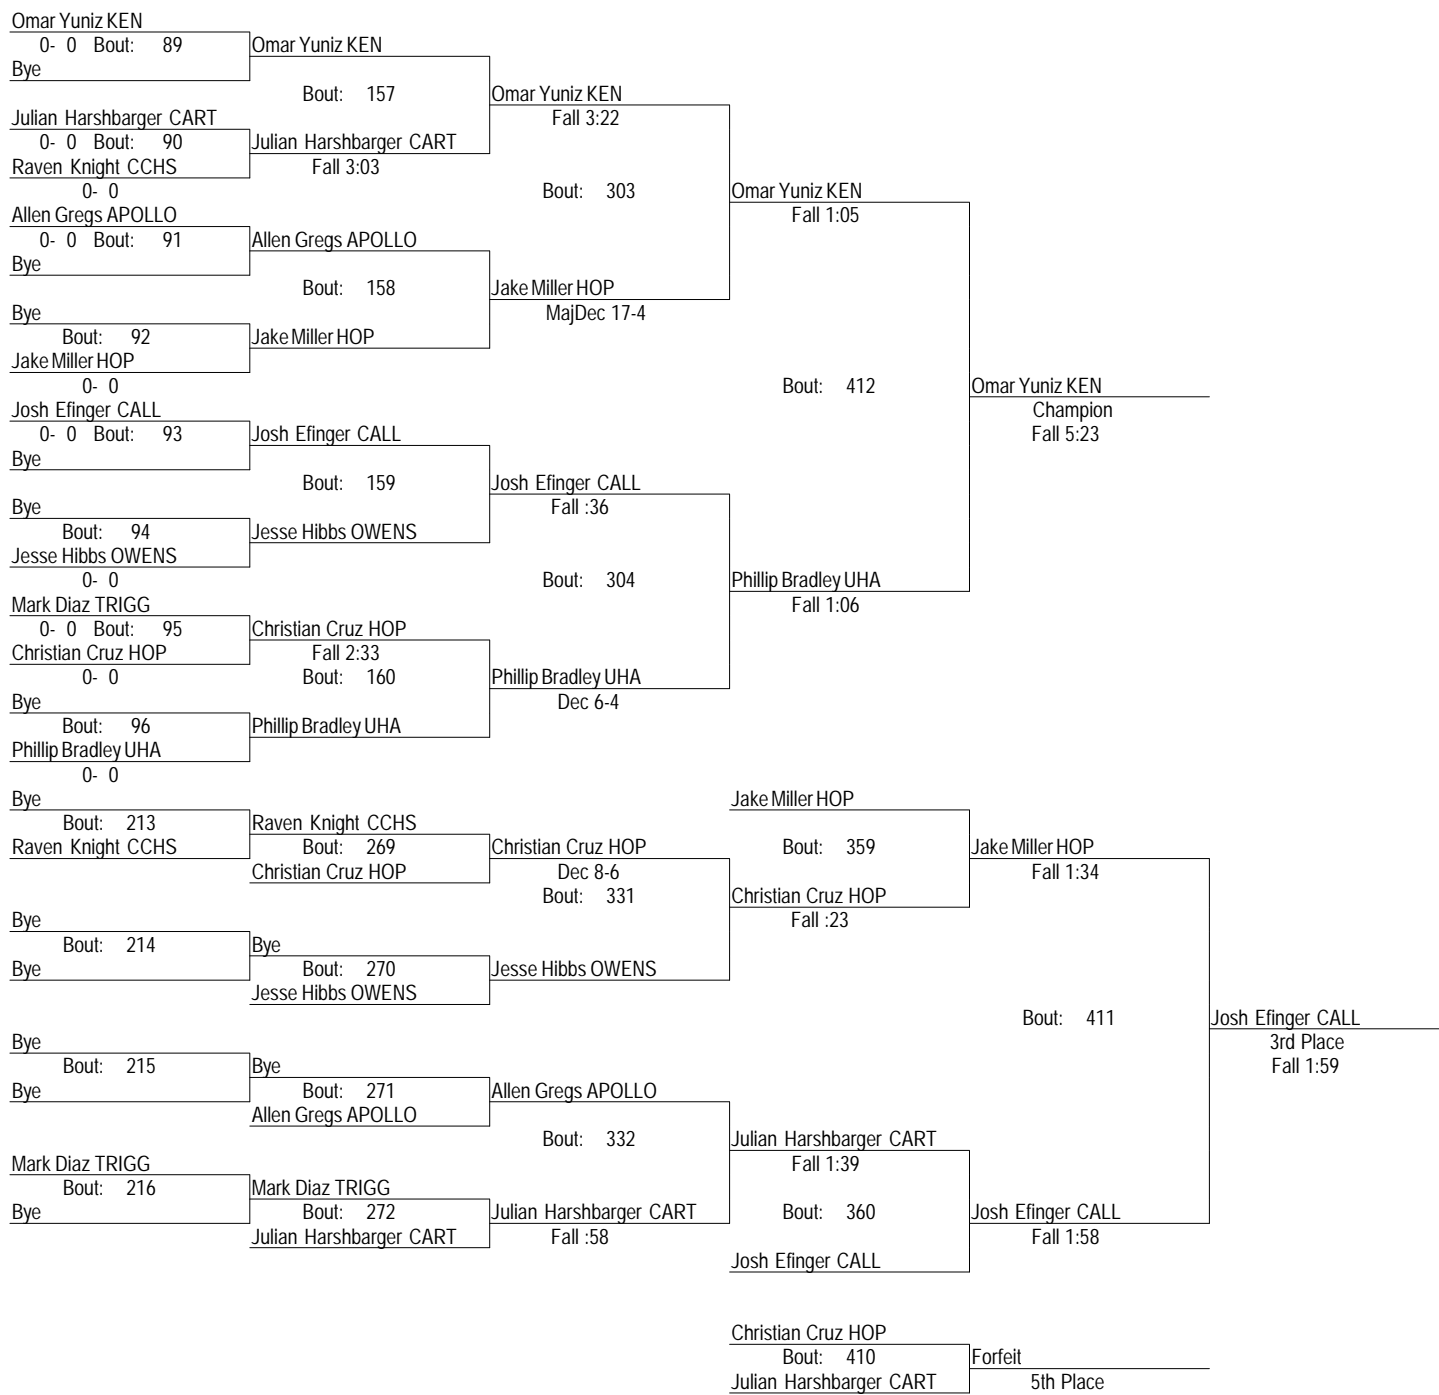 Omar Yuniz KEN
0- 0 Bout: 89
Bye
Omar Yuniz KEN
Bout: 157
Julian Harshbarger CART
0- 0 Bout: 90
Raven Knight CCHS
0- 0
Julian Harshbarger CART
Fall 3:03
Omar Yuniz KEN
Fall 3:22
Bout: 303
Allen Gregs APOLLO
0- 0 Bout: 91
Bye
Allen Gregs APOLLO
Bout: 158
Bye
Bout: 92
Jake Miller HOP
0- 0
Jake Miller HOP
Jake Miller HOP
MajDec 17-4
Omar Yuniz KEN
Fall 1:05
Bout: 412
Josh Efinger CALL
0- 0 Bout: 93
Bye
Josh Efinger CALL
Bout: 159
Bye
Bout: 94
Jesse Hibbs OWENS
0- 0
Jesse Hibbs OWENS
Josh Efinger CALL
Fall :36
Bout: 304
Mark Diaz TRIGG
0- 0 Bout: 95
Christian Cruz HOP
0- 0
Christian Cruz HOP
Fall 2:33
Bout: 160
Bye
Bout: 96
Phillip Bradley UHA
0- 0
Phillip Bradley UHA
Phillip Bradley UHA
Dec 6-4
Phillip Bradley UHA
Fall 1:06
Omar Yuniz KEN
Champion
Fall 5:23
Bye
Bout: 213
Raven Knight CCHS
Raven Knight CCHS
Bout: 269
Christian Cruz HOP
Christian Cruz HOP
Dec 8-6
Bout: 331
Bye
Bout: 214
Bye
Bye
Bout: 270
Jesse Hibbs OWENS
Jesse Hibbs OWENS
Jake Miller HOP
Bout: 359
Christian Cruz HOP
Fall :23
Jake Miller HOP
Fall 1:34
Bout: 411
Bye
Bout: 215
Bye
Bye
Bout: 271
Allen Gregs APOLLO
Allen Gregs APOLLO
Bout: 332
Mark Diaz TRIGG
Bout: 216
Bye
Mark Diaz TRIGG
Bout: 272
Julian Harshbarger CART
Julian Harshbarger CART
Fall :58
Julian Harshbarger CART
Fall 1:39
Bout: 360
Josh Efinger CALL
Josh Efinger CALL
Fall 1:58
Josh Efinger CALL
3rd Place
Fall 1:59
Christian Cruz HOP
Bout: 410
Julian Harshbarger CART
Forfeit
5th Place